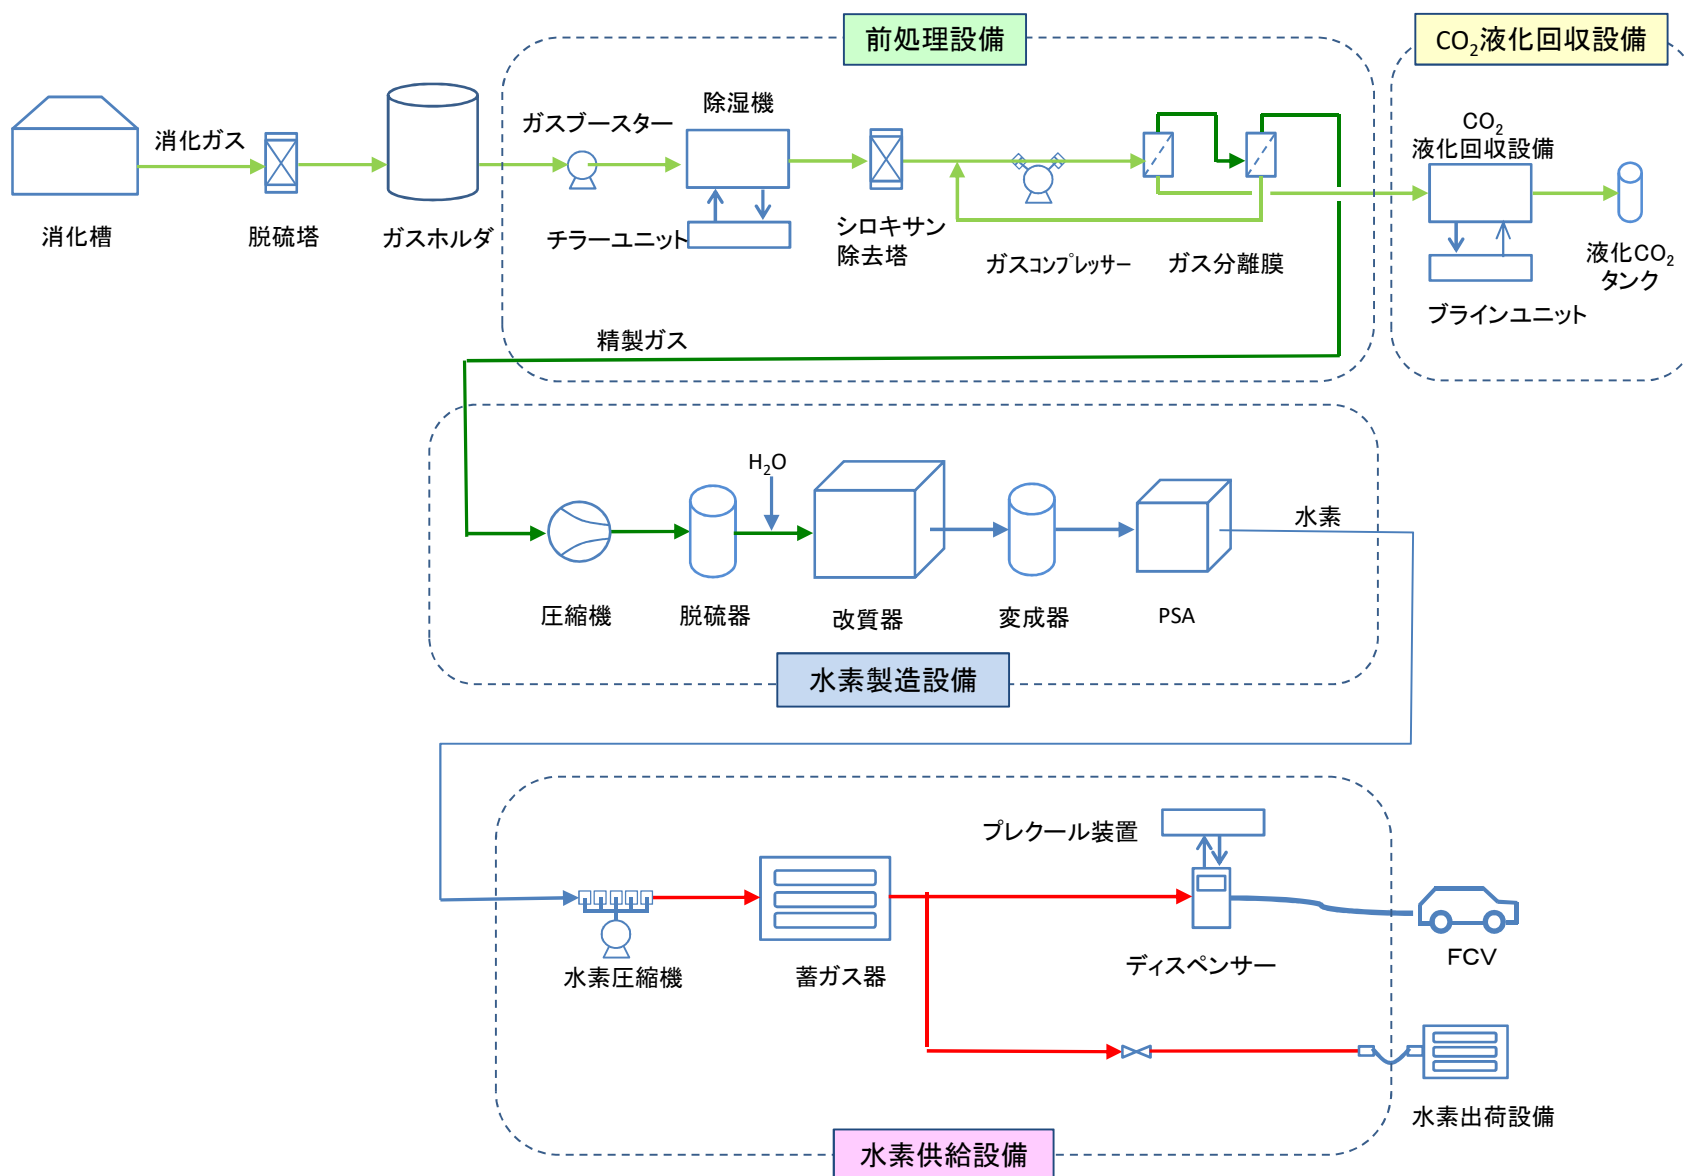 前処理設備
CO₂液化回収設備
消化ガス
ガスブースター
除湿機
CO₂
液化回収設備
消化槽
脱硫塔
ガスホルダ
チラーユニット
シロキサン
除去塔
ガスコンプレッサー
ガス分離膜
液化CO₂
タンク
ブラインユニット
精製ガス
H₂O
水素
圧縮機
脱硫器
改質器
変成器
PSA
水素製造設備
プレクール装置
水素圧縮機
蓄ガス器
ディスペンサー
FCV
水素出荷設備
水素供給設備